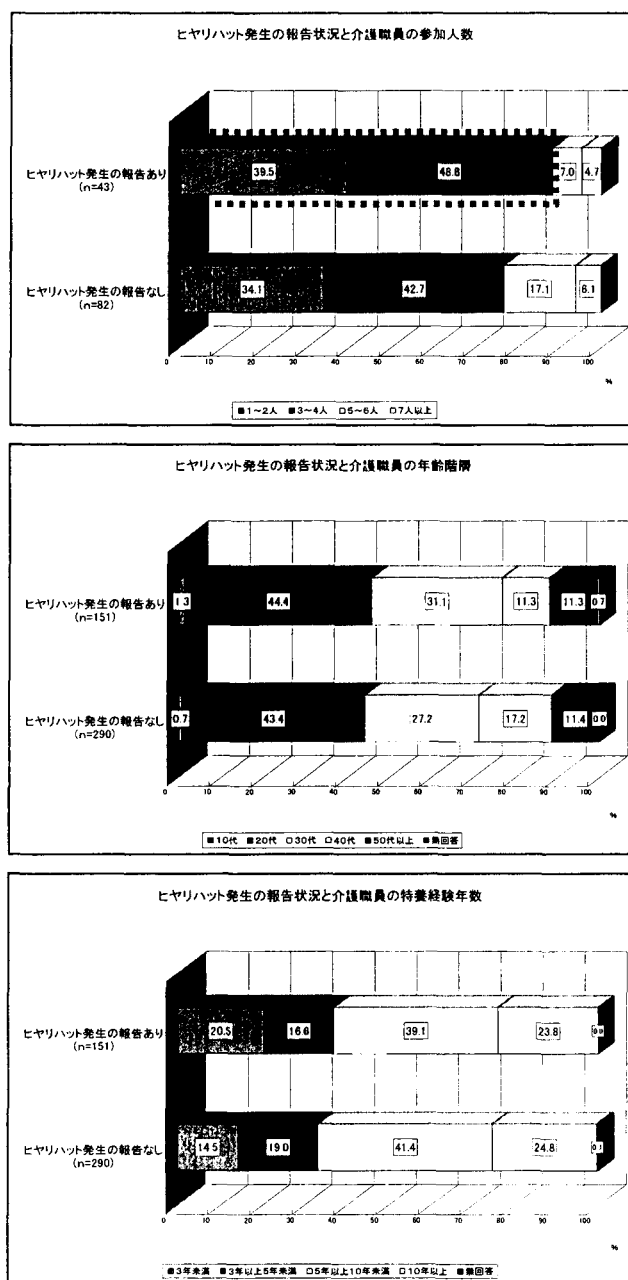 ヒヤリハット発生の報告状況と介護職員の参加人数
ヒヤリハット発生の報告あり
(n=43)
39.5 48.8 7.0 4.7
ヒヤリハット発生の報告なし
(n=82)
34.1 42.7 17.1 6.1
0 10 20 30 40 50 60 70 80 90 100
%
■1～2人 ■3～4人 □5～6人 □7人以上
ヒヤリハット発生の報告状況と介護職員の年齢階層
ヒヤリハット発生の報告あり
(n=151)
1.3 44.4 31.1 11.3 11.3 0.7
ヒヤリハット発生の報告なし
(n=290)
0.7 43.4 27.2 17.2 11.4 0.0
0 10 20 30 40 50 60 70 80 90 100
%
■10代 ■20代 □30代 □40代 ■50代以上 ■無回答
ヒヤリハット発生の報告状況と介護職員の特養経験年数
ヒヤリハット発生の報告あり
(n=151)
20.5 16.6 39.1 23.8
ヒヤリハット発生の報告なし
(n=290)
14.5 19.0 41.4 24.8
0 10 20 30 40 50 60 70 80 90 100
%
■3年未満 ■3年以上5年未満 □5年以上10年未満 □10年以上 ■無回答